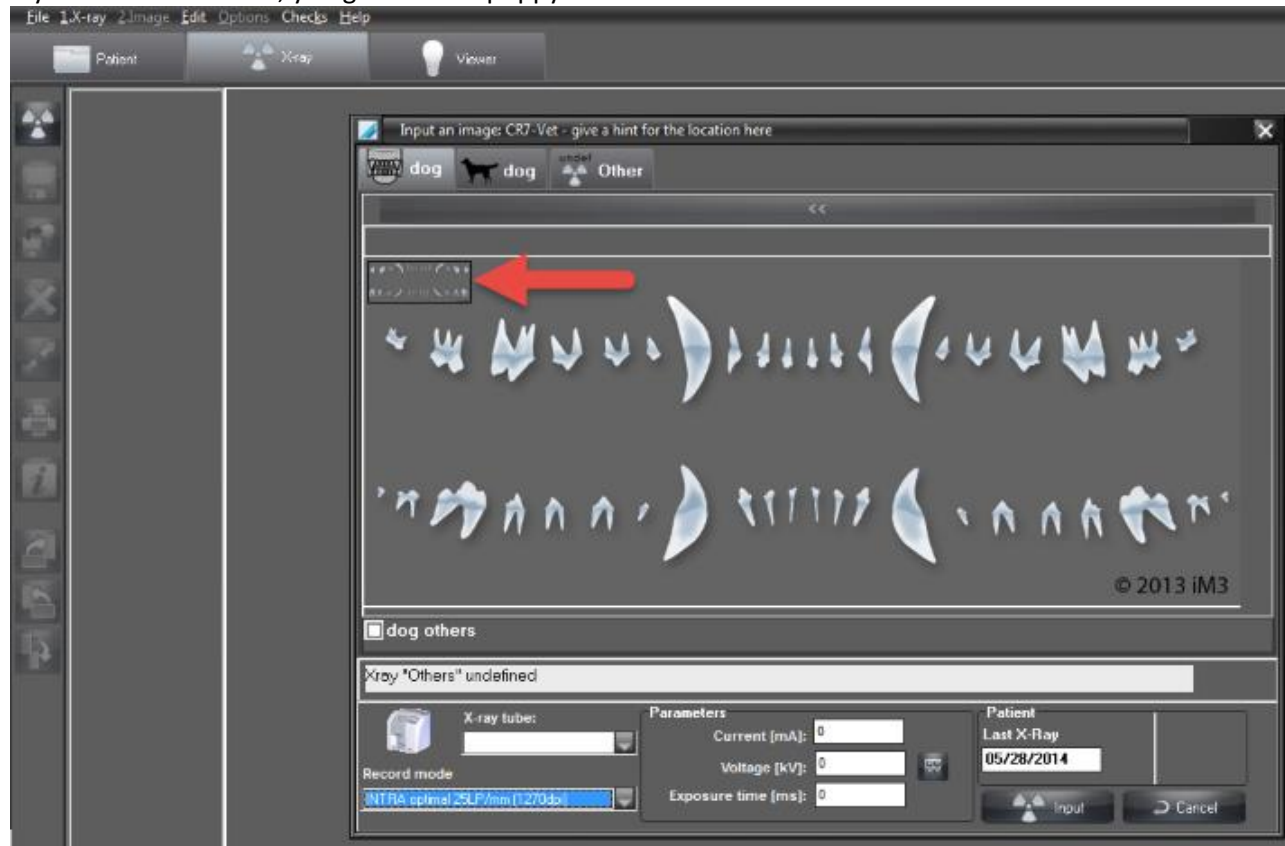 File 1.X-ray 2.Image Edit Options Checks Help
Patient
X-ray
Viewer
Input an image: CR7-Vet - give a hint for the location here
dog
dog
undef
Other
<<
© 2013 iM3
dog others
Xray "Others" undefined
X-ray tube:
Record mode
INTRA optimal 25LP/mm (1270dpi)
Parameters
Current [mA]: 0
Voltage [kV]: 0
Exposure time [ms]: 0
Patient
Last X-Ray
05/28/2014
Input
Cancel